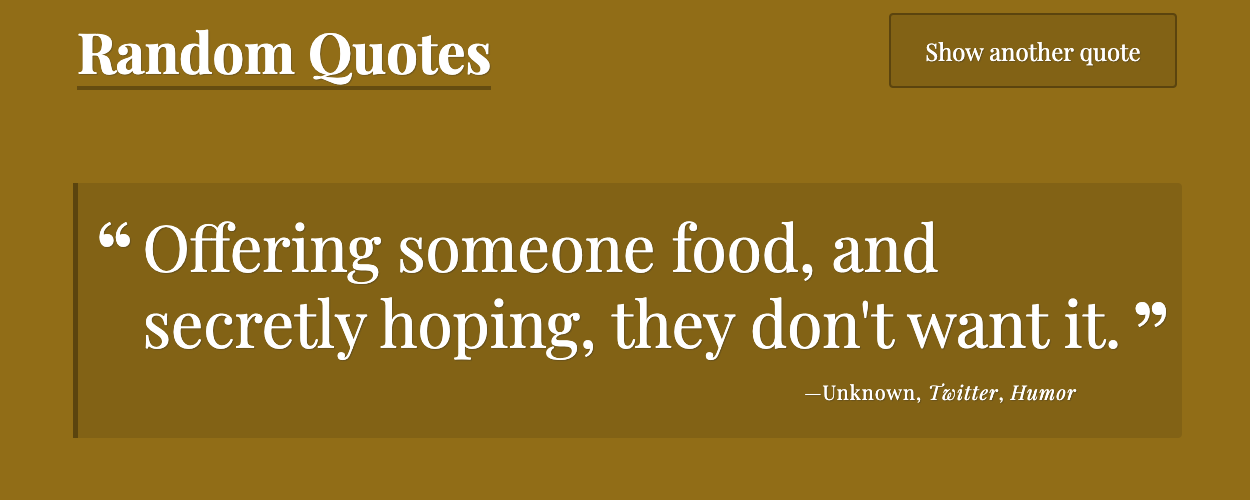 Random Quotes
Show another quote
“ Offering someone food, and
secretly hoping, they don't want it. ”
—Unknown, Twitter, Humor